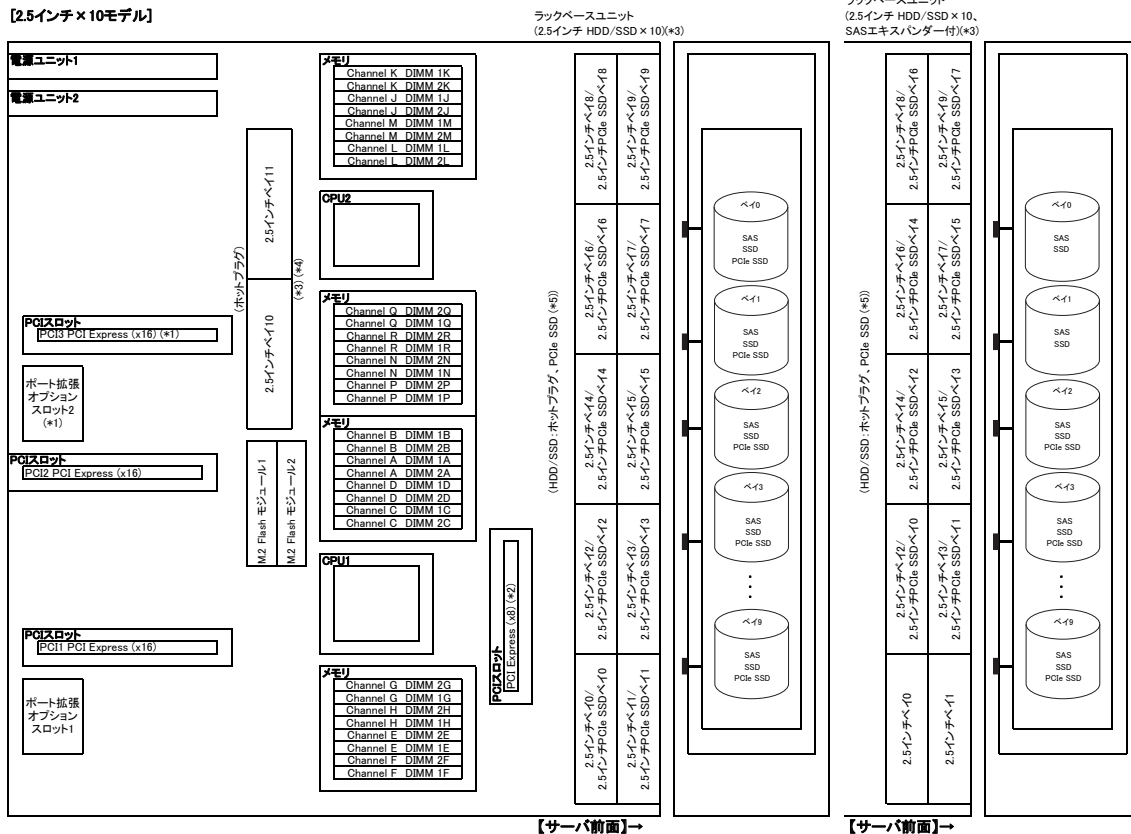 [2.5インチ×10モデル]
ラックベースユニット
(2.5インチ HDD/SSD×10)(*3)
ラックベースユニット
(2.5インチ HDD/SSD×10、
SASエキスパンダー付)(*3)
電源ユニット1
電源ユニット2
PCIスロット
PCI3 PCI Express (x16) (*1)
ポート拡張
オプション
スロット2
(*1)
PCIスロット
PCI2 PCI Express (x16)
PCIスロット
PCI1 PCI Express (x16)
ポート拡張
オプション
スロット1
(ホットプラグ)
2.5インチベイ11
2.5インチベイ10
(*3) (*4)
M.2 Flash モジュール1
M.2 Flash モジュール2
メモリ
Channel K DIMM 1K
Channel K DIMM 2K
Channel J DIMM 1J
Channel J DIMM 2J
Channel M DIMM 1M
Channel M DIMM 2M
Channel L DIMM 1L
Channel L DIMM 2L
CPU2
メモリ
Channel Q DIMM 2Q
Channel Q DIMM 1Q
Channel R DIMM 2R
Channel R DIMM 1R
Channel N DIMM 2N
Channel N DIMM 1N
Channel P DIMM 2P
Channel P DIMM 1P
メモリ
Channel B DIMM 1B
Channel B DIMM 2B
Channel A DIMM 1A
Channel A DIMM 2A
Channel D DIMM 1D
Channel D DIMM 2D
Channel C DIMM 1C
Channel C DIMM 2C
CPU1
メモリ
Channel G DIMM 2G
Channel G DIMM 1G
Channel H DIMM 2H
Channel H DIMM 1H
Channel E DIMM 2E
Channel E DIMM 1E
Channel F DIMM 2F
Channel F DIMM 1F
PCIスロット
PCI Express (x8) (*2)
(HDD/SSD:ホットプラグ、PCIe SSD (*5))
2.5インチベイ8/
2.5インチPCIe SSDベイ8
2.5インチベイ9/
2.5インチPCIe SSDベイ9
2.5インチベイ6/
2.5インチPCIe SSDベイ6
2.5インチベイ7/
2.5インチPCIe SSDベイ7
2.5インチベイ4/
2.5インチPCIe SSDベイ4
2.5インチベイ5/
2.5インチPCIe SSDベイ5
2.5インチベイ2/
2.5インチPCIe SSDベイ2
2.5インチベイ3/
2.5インチPCIe SSDベイ3
2.5インチベイ0/
2.5インチPCIe SSDベイ0
2.5インチベイ1/
2.5インチPCIe SSDベイ1
ベイ0
SAS
SSD
PCIe SSD
ベイ1
SAS
SSD
PCIe SSD
ベイ2
SAS
SSD
PCIe SSD
ベイ3
SAS
SSD
PCIe SSD
ベイ9
SAS
SSD
PCIe SSD
【サーバ前面】→
(HDD/SSD:ホットプラグ、PCIe SSD (*5))
2.5インチベイ8/
2.5インチPCIe SSDベイ6
2.5インチベイ9/
2.5インチPCIe SSDベイ7
2.5インチベイ6/
2.5インチPCIe SSDベイ4
2.5インチベイ7/
2.5インチPCIe SSDベイ5
2.5インチベイ4/
2.5インチPCIe SSDベイ2
2.5インチベイ5/
2.5インチPCIe SSDベイ3
2.5インチベイ2/
2.5インチPCIe SSDベイ0
2.5インチベイ3/
2.5インチPCIe SSDベイ1
2.5インチベイ0
2.5インチベイ1
ベイ0
SAS
SSD
ベイ1
SAS
SSD
ベイ2
SAS
SSD
PCIe SSD
ベイ3
SAS
SSD
PCIe SSD
ベイ9
SAS
SSD
PCIe SSD
【サーバ前面】→